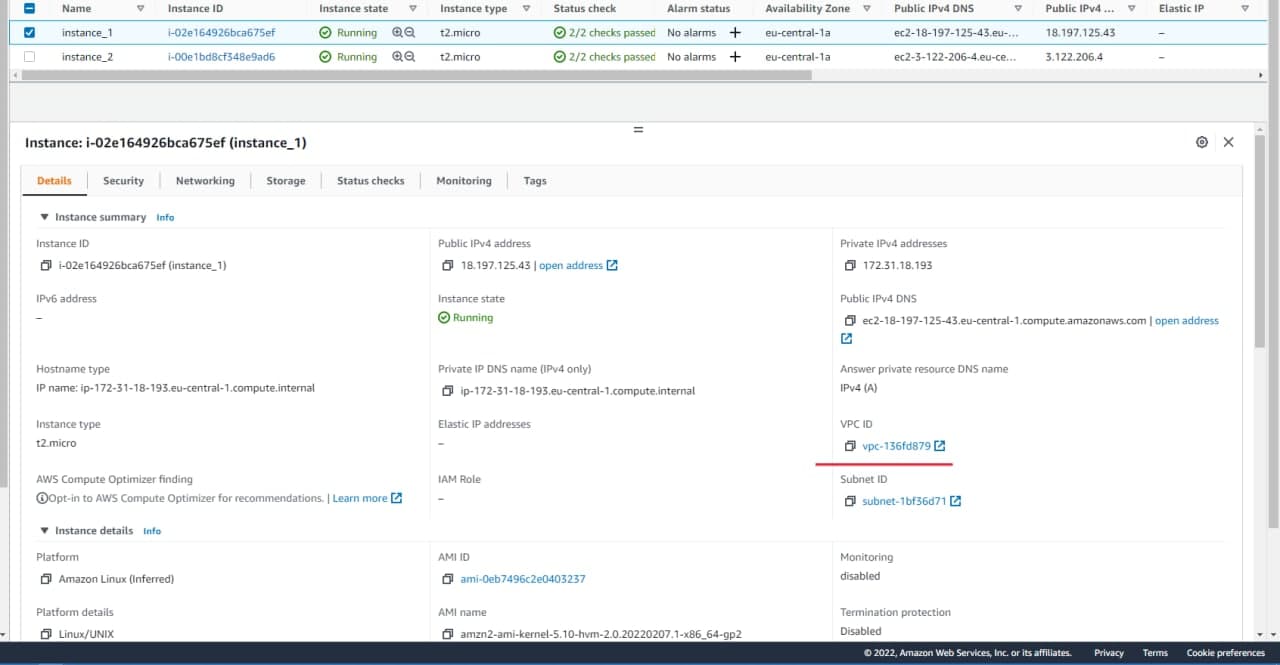 Name Instance ID Instance state Instance type Status check Alarm status Availability Zone Public IPv4 DNS Public IPv4 ... Elastic IP
instance_1 i-02e164926bca675ef Running t2.micro 2/2 checks passed No alarms + eu-central-1a ec2-18-197-125-43.eu-... 18.197.125.43 –
instance_2 i-00e1bd8cf348e9ad6 Running t2.micro 2/2 checks passed No alarms + eu-central-1a ec2-3-122-206-4.eu-ce... 3.122.206.4 –
Instance: i-02e164926bca675ef (instance_1)
Details Security Networking Storage Status checks Monitoring Tags
Instance summary Info
Instance ID Public IPv4 address Private IPv4 addresses
i-02e164926bca675ef (instance_1) 18.197.125.43 | open address 172.31.18.193
IPv6 address Instance state Public IPv4 DNS
– Running ec2-18-197-125-43.eu-central-1.compute.amazonaws.com | open address
Hostname type Private IP DNS name (IPv4 only) Answer private resource DNS name
IP name: ip-172-31-18-193.eu-central-1.compute.internal ip-172-31-18-193.eu-central-1.compute.internal IPv4 (A)
Instance type Elastic IP addresses VPC ID
t2.micro – vpc-136fd879
AWS Compute Optimizer finding IAM Role Subnet ID
Opt-in to AWS Compute Optimizer for recommendations. | Learn more – subnet-1bf36d71
Instance details Info
Platform AMI ID Monitoring
Amazon Linux (Inferred) ami-0eb7496c2e0403237 disabled
Platform details AMI name Termination protection
Linux/UNIX amzn2-ami-kernel-5.10-hvm-2.0.20220207.1-x86_64-gp2 Disabled
© 2022, Amazon Web Services, Inc. or its affiliates. Privacy Terms Cookie preferences